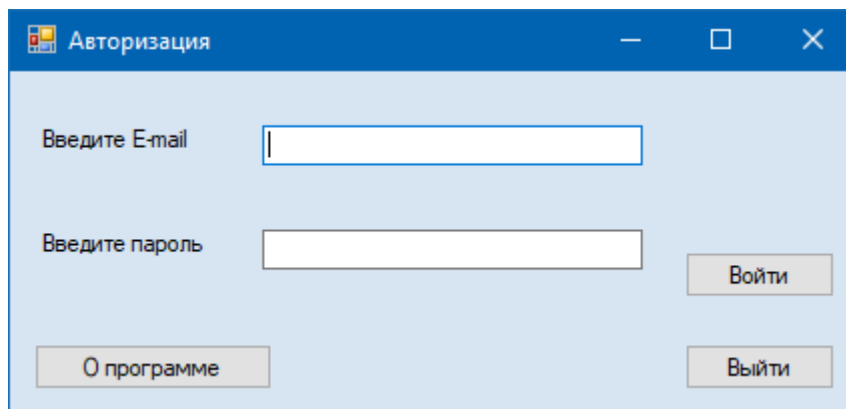 Авторизация
Введите E-mail
Введите пароль
Войти
О программе
Выйти